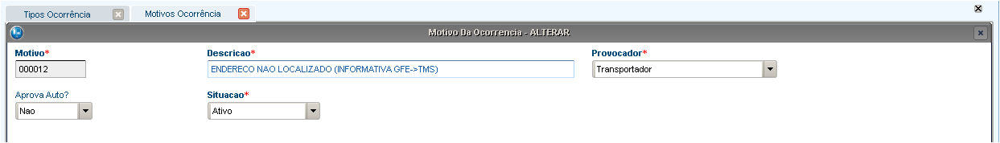 Tipos Ocorrência Motivos Ocorrência
Motivo Da Ocorrencia - ALTERAR
Motivo* Descricao* Provocador*
000012 ENDERECO NAO LOCALIZADO (INFORMATIVA GFE->TMS) Transportador
Aprova Auto? Situacao*
Nao Ativo